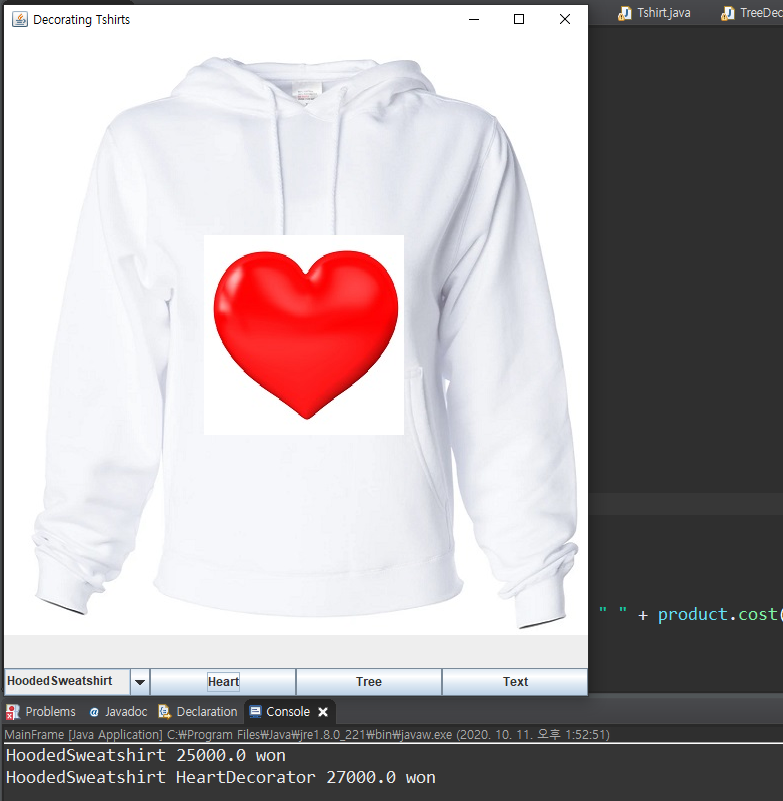 Decorating Tshirts
Tshirt.java
TreeDec
" " + product.cost(
HoodedSweatshirt
Heart
Tree
Text
Problems
Javadoc
Declaration
Console
MainFrame [Java Application] C:₩Program Files₩Java₩jre1.8.0_221₩bin₩javaw.exe (2020. 10. 11. 오후 1:52:51)
HoodedSweatshirt 25000.0 won
HoodedSweatshirt HeartDecorator 27000.0 won